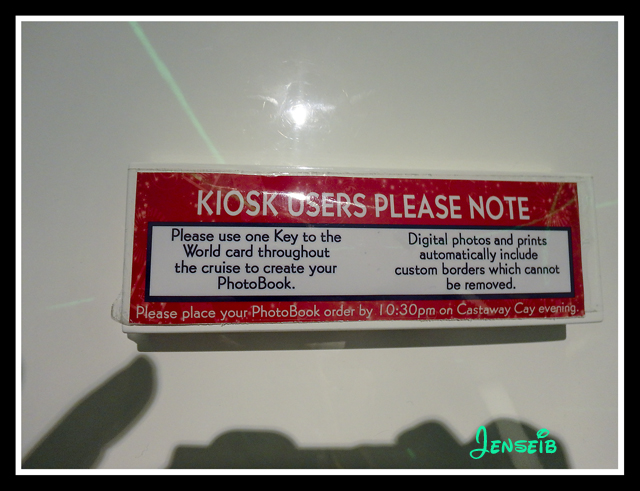 KIOSK USERS PLEASE NOTE
Please use one Key to the
World card throughout
the cruise to create your
PhotoBook.
Digital photos and prints
automatically include
custom borders which cannot
be removed.
Please place your PhotoBook order by 10:30pm on Castaway Cay evening.
JENSEIB